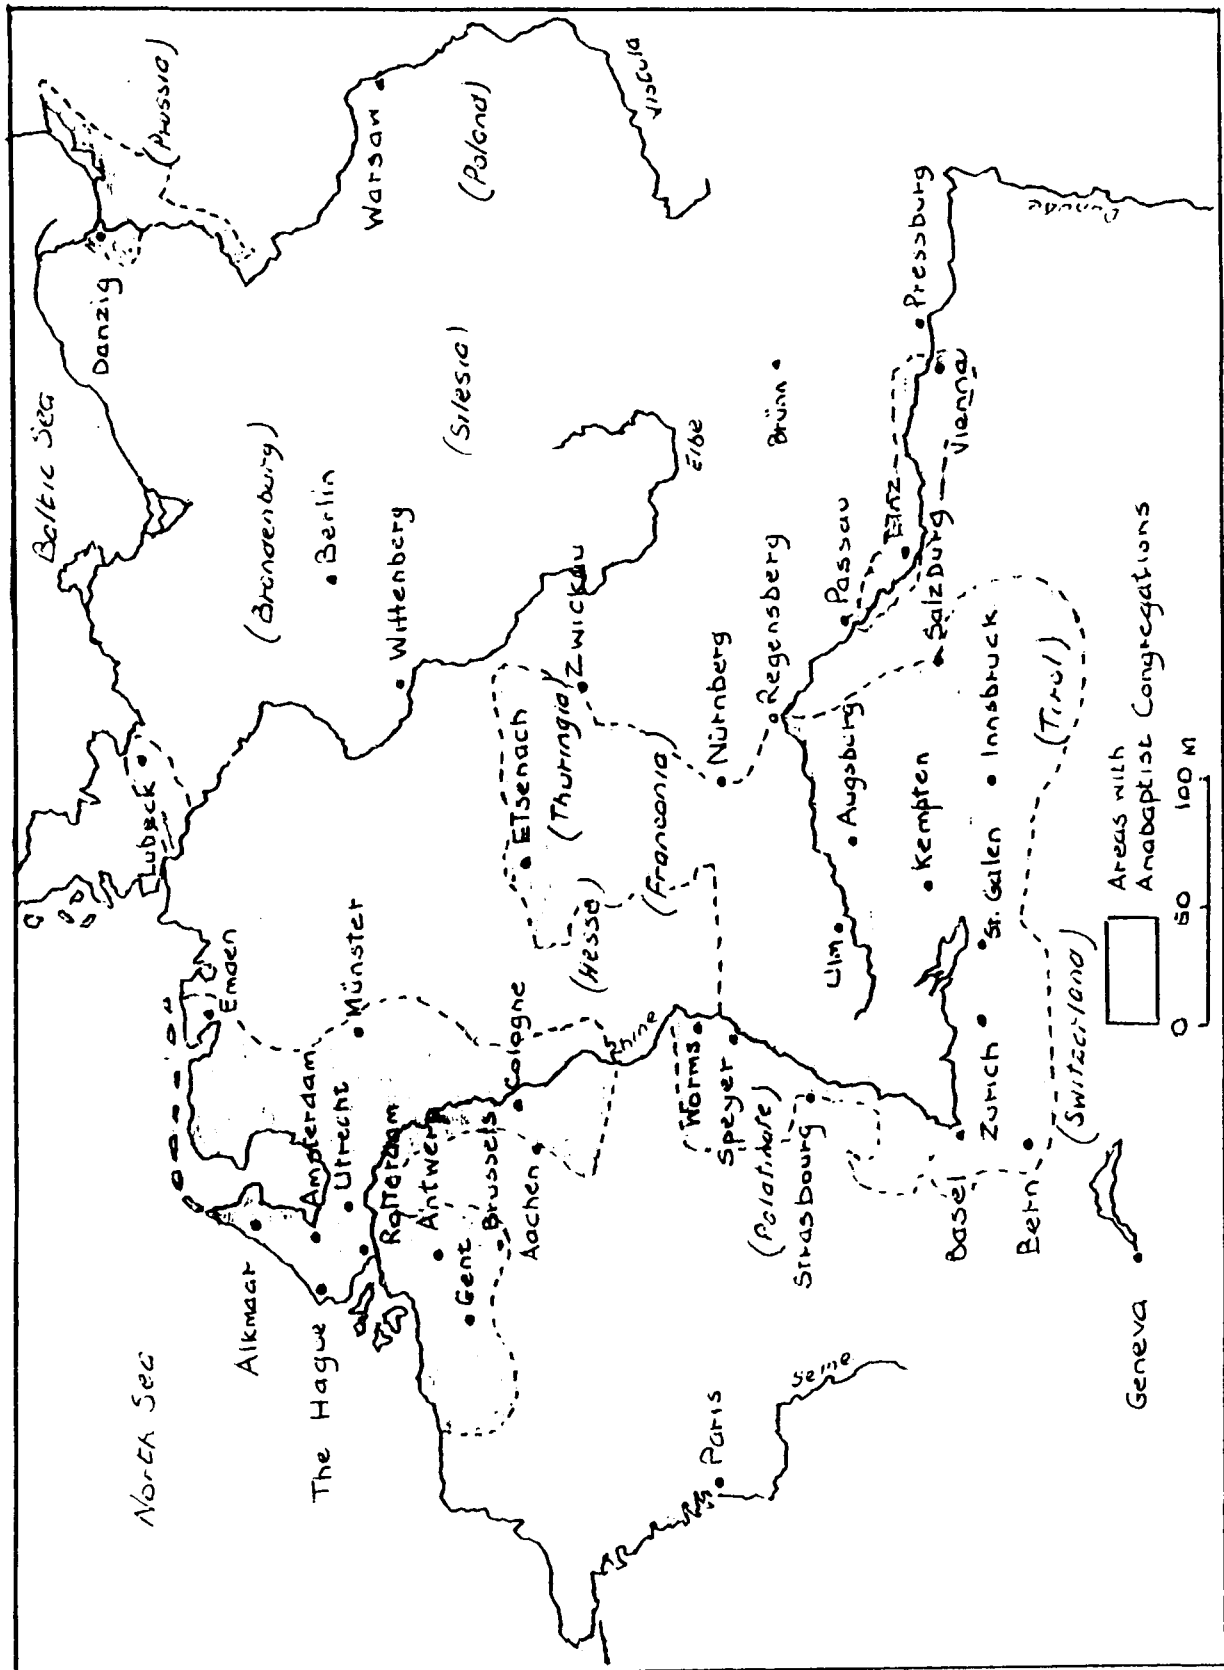 North Sea
Baltic Sea
(Prussia)
Danzig
Lubeck
Emden
Alkmaar
(Brandenburg)
Berlin
The Hague
Amsterdam
Utrecht
Münster
Wittenberg
Warsaw
Rotterdam
Antwerp
(Silesia)
(Poland)
Gent
Brussels
Cologne
Aachen
Eisenach
(Thuringia)
Zwickau
(Hesse)
Rhine
(Franconia)
Viscula
Elbe
Worms
Speyer
Nürnberg
Paris
(Palatinate)
Regensberg
Brünn
Seine
Strasbourg
Ulm
Augsburg
Passau
Linz
Pressburg
Kempten
Salzburg
Vienna
Basel
Zurich
St. Galen
Innsbruck
Bern
(Switzerland)
(Tirol)
Danube
Geneva
Areas with
Anabaptist Congregations
0 50 100 M